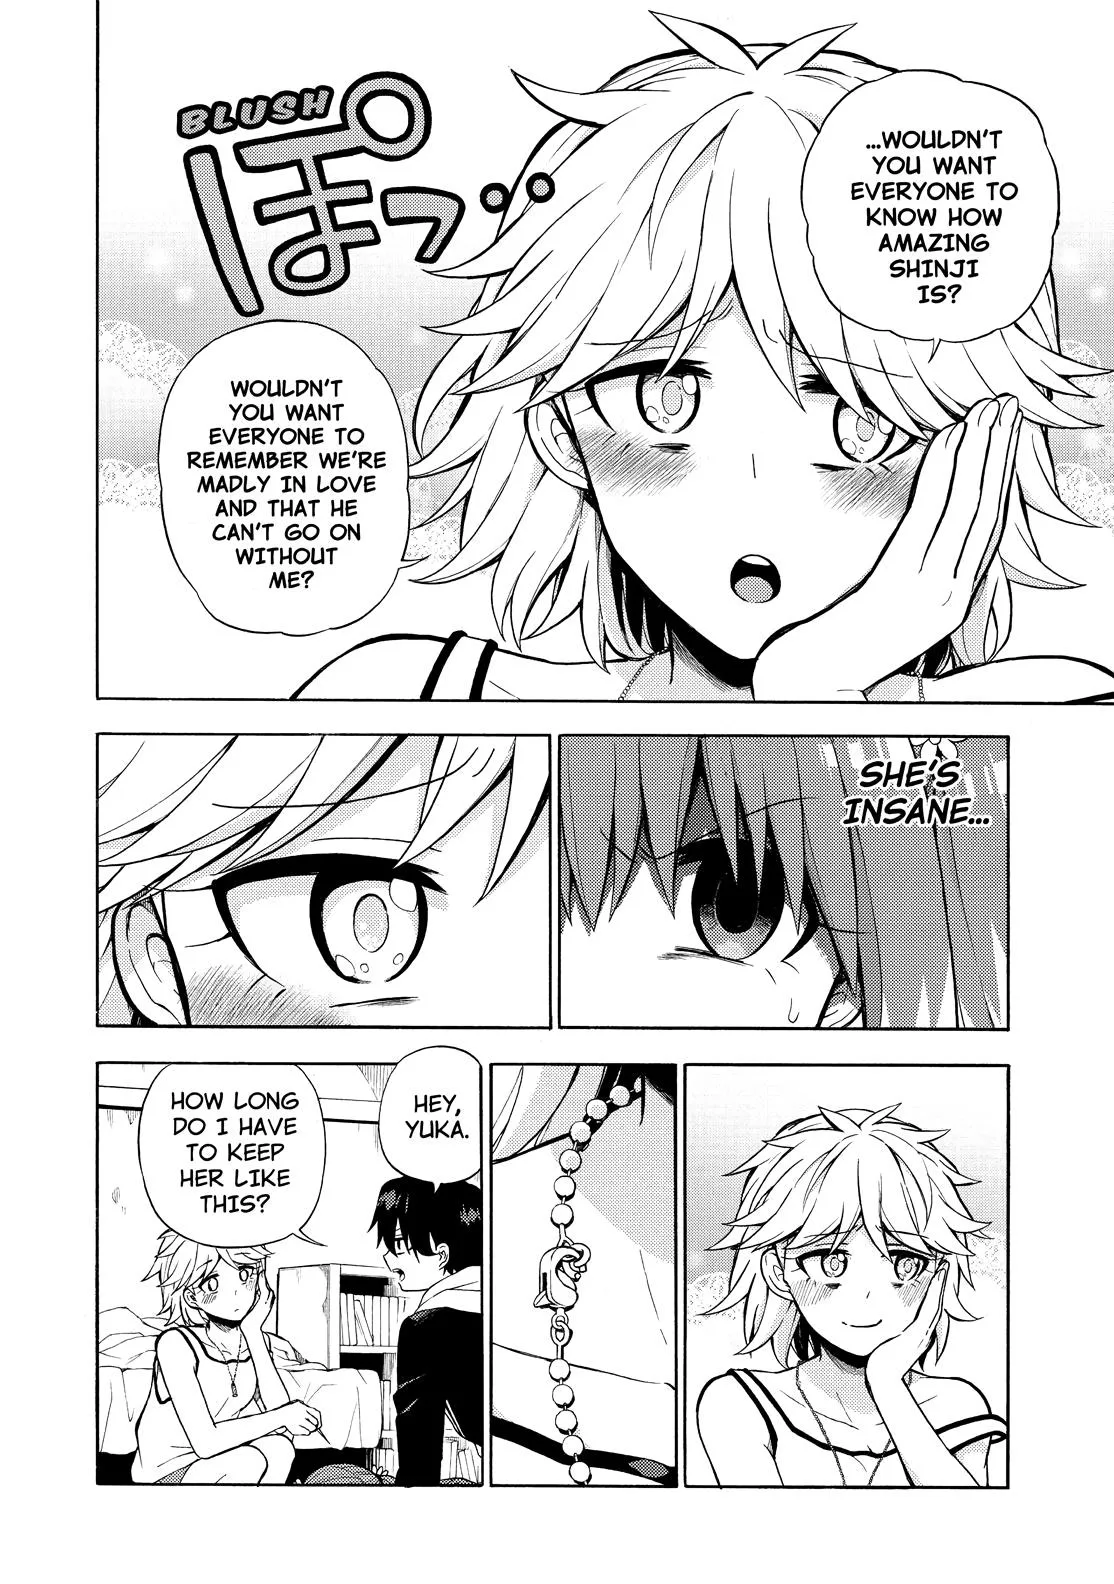 ...WOULDN'T
YOU WANT
EVERYONE TO
KNOW HOW
AMAZING
SHINJI
IS?
BLUSH
ぽっ‥
WOULDN'T
YOU WANT
EVERYONE TO
REMEMBER WE'RE
MADLY IN LOVE
AND THAT HE
CAN'T GO ON
WITHOUT
ME?
SHE'S
INSANE...
HEY,
YUKA.
HOW LONG
DO I HAVE
TO KEEP
HER LIKE
THIS?